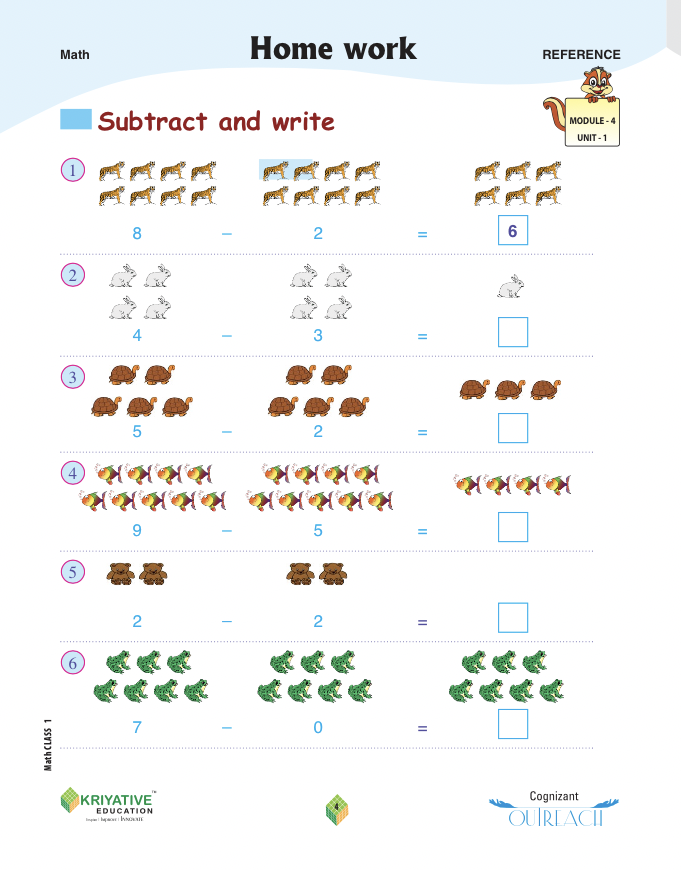 Math
Home work
REFERENCE
MODULE - 4
UNIT - 1
Subtract and write
1
8 – 2 = 6
2
4 – 3 =
3
5 – 2 =
4
9 – 5 =
5
2 – 2 =
6
7 – 0 =
Math CLASS 1
KRIYATIVE™
EDUCATION
Inspire | Improve | Innovate
4
Cognizant
OUTREACH